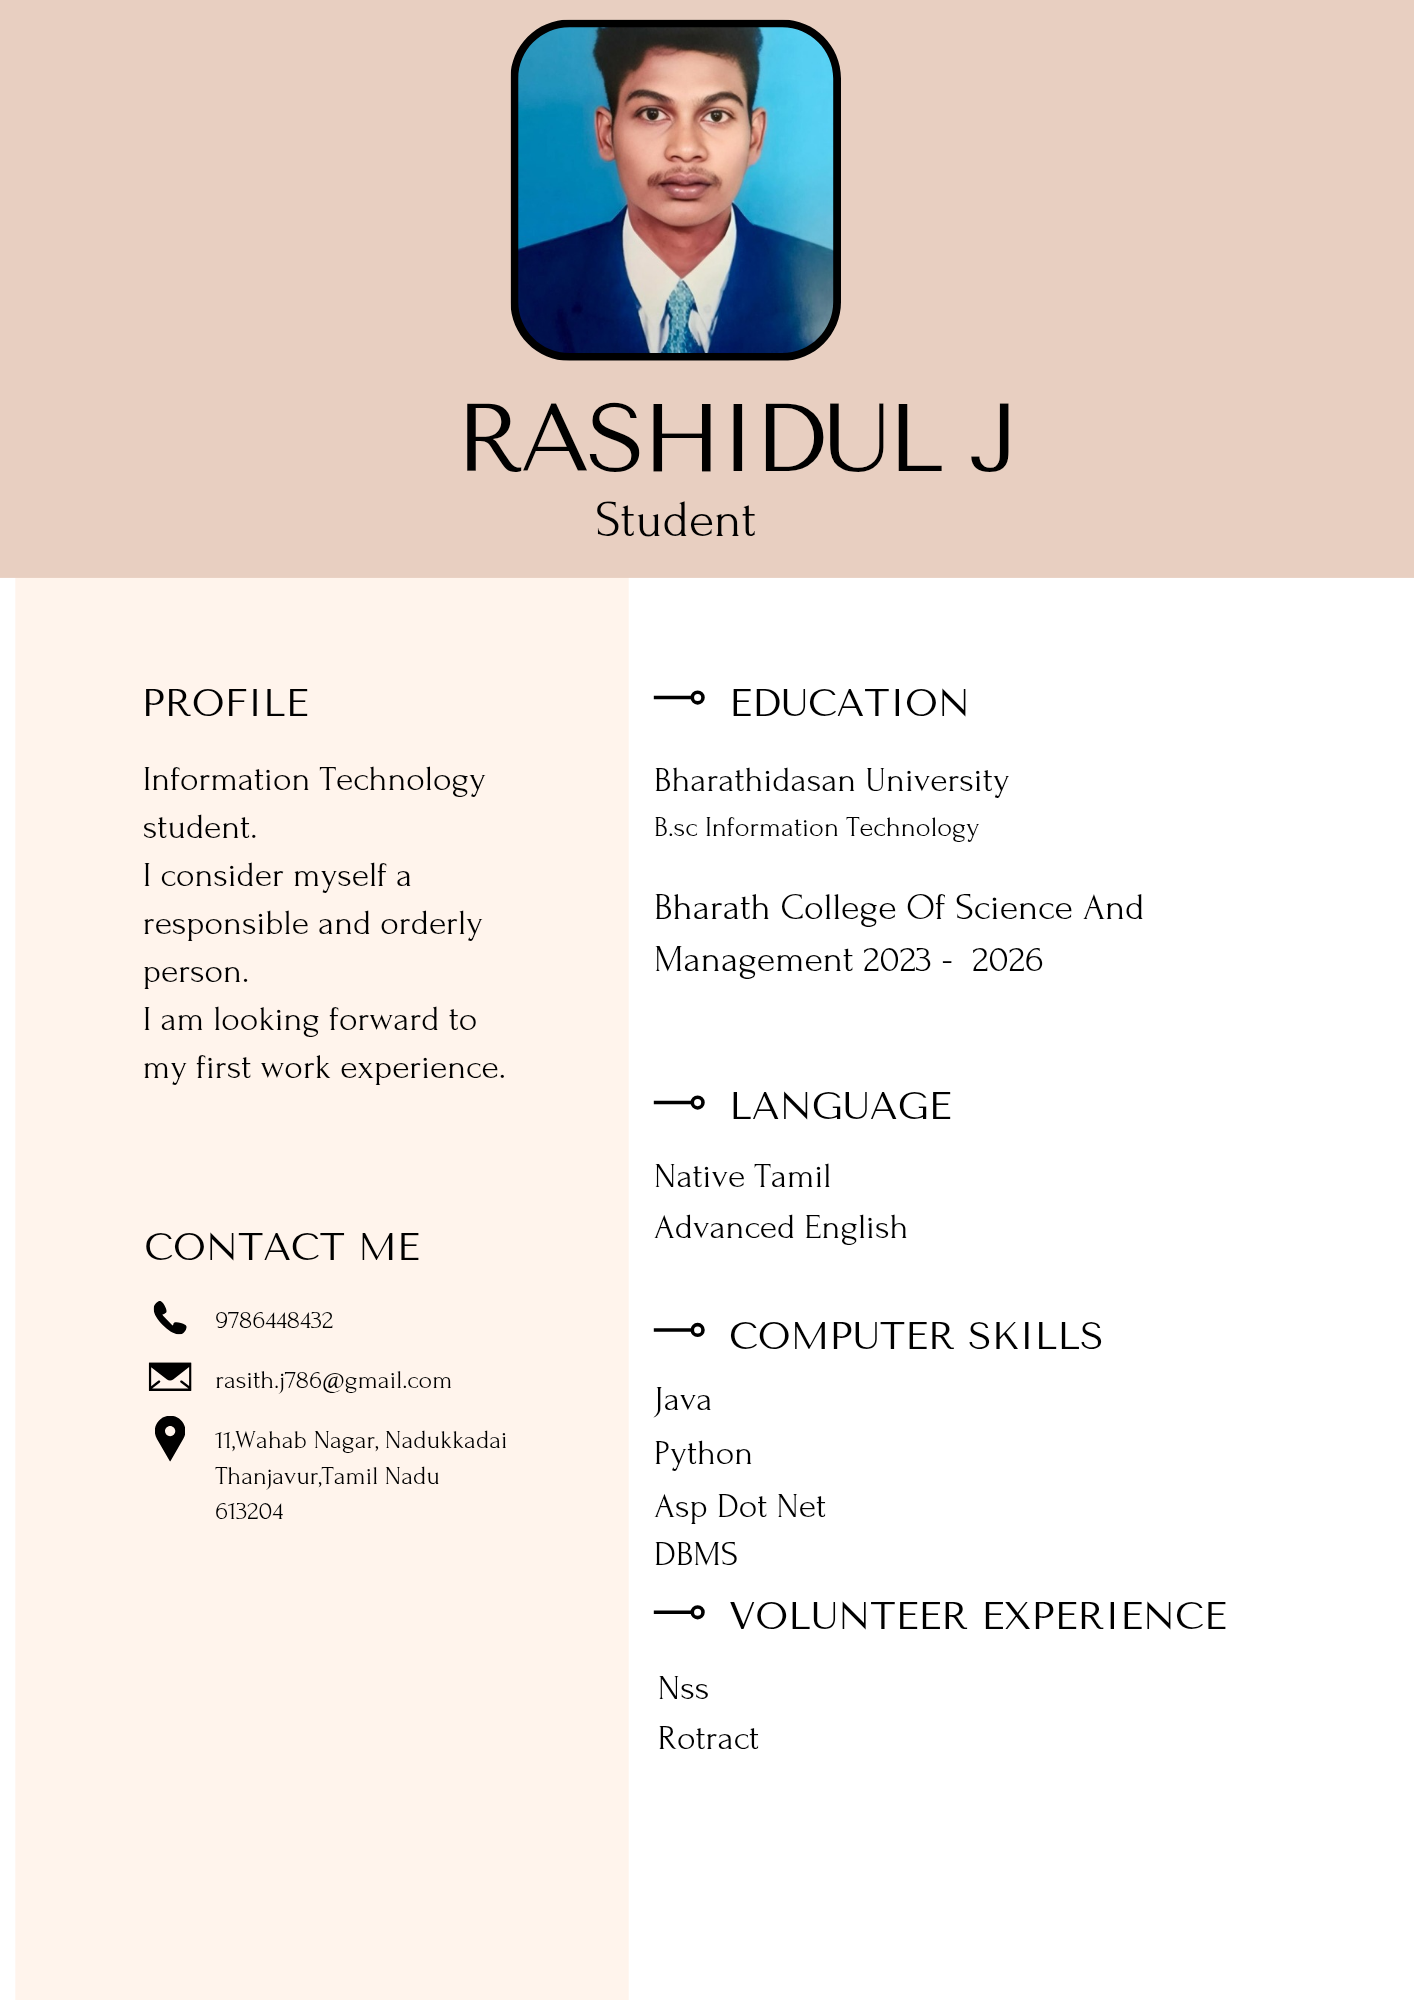 RASHIDUL J
Student
PROFILE
Information Technology
student.
I consider myself a
responsible and orderly
person.
I am looking forward to
my first work experience.
CONTACT ME
9786448432
rasith.j786@gmail.com
11,Wahab Nagar, Nadukkadai
Thanjavur,Tamil Nadu
613204
EDUCATION
Bharathidasan University
B.sc Information Technology
Bharath College Of Science And
Management 2023 -  2026
LANGUAGE
Native Tamil
Advanced English
COMPUTER SKILLS
Java
Python
Asp Dot Net
DBMS
VOLUNTEER EXPERIENCE
Nss
Rotract